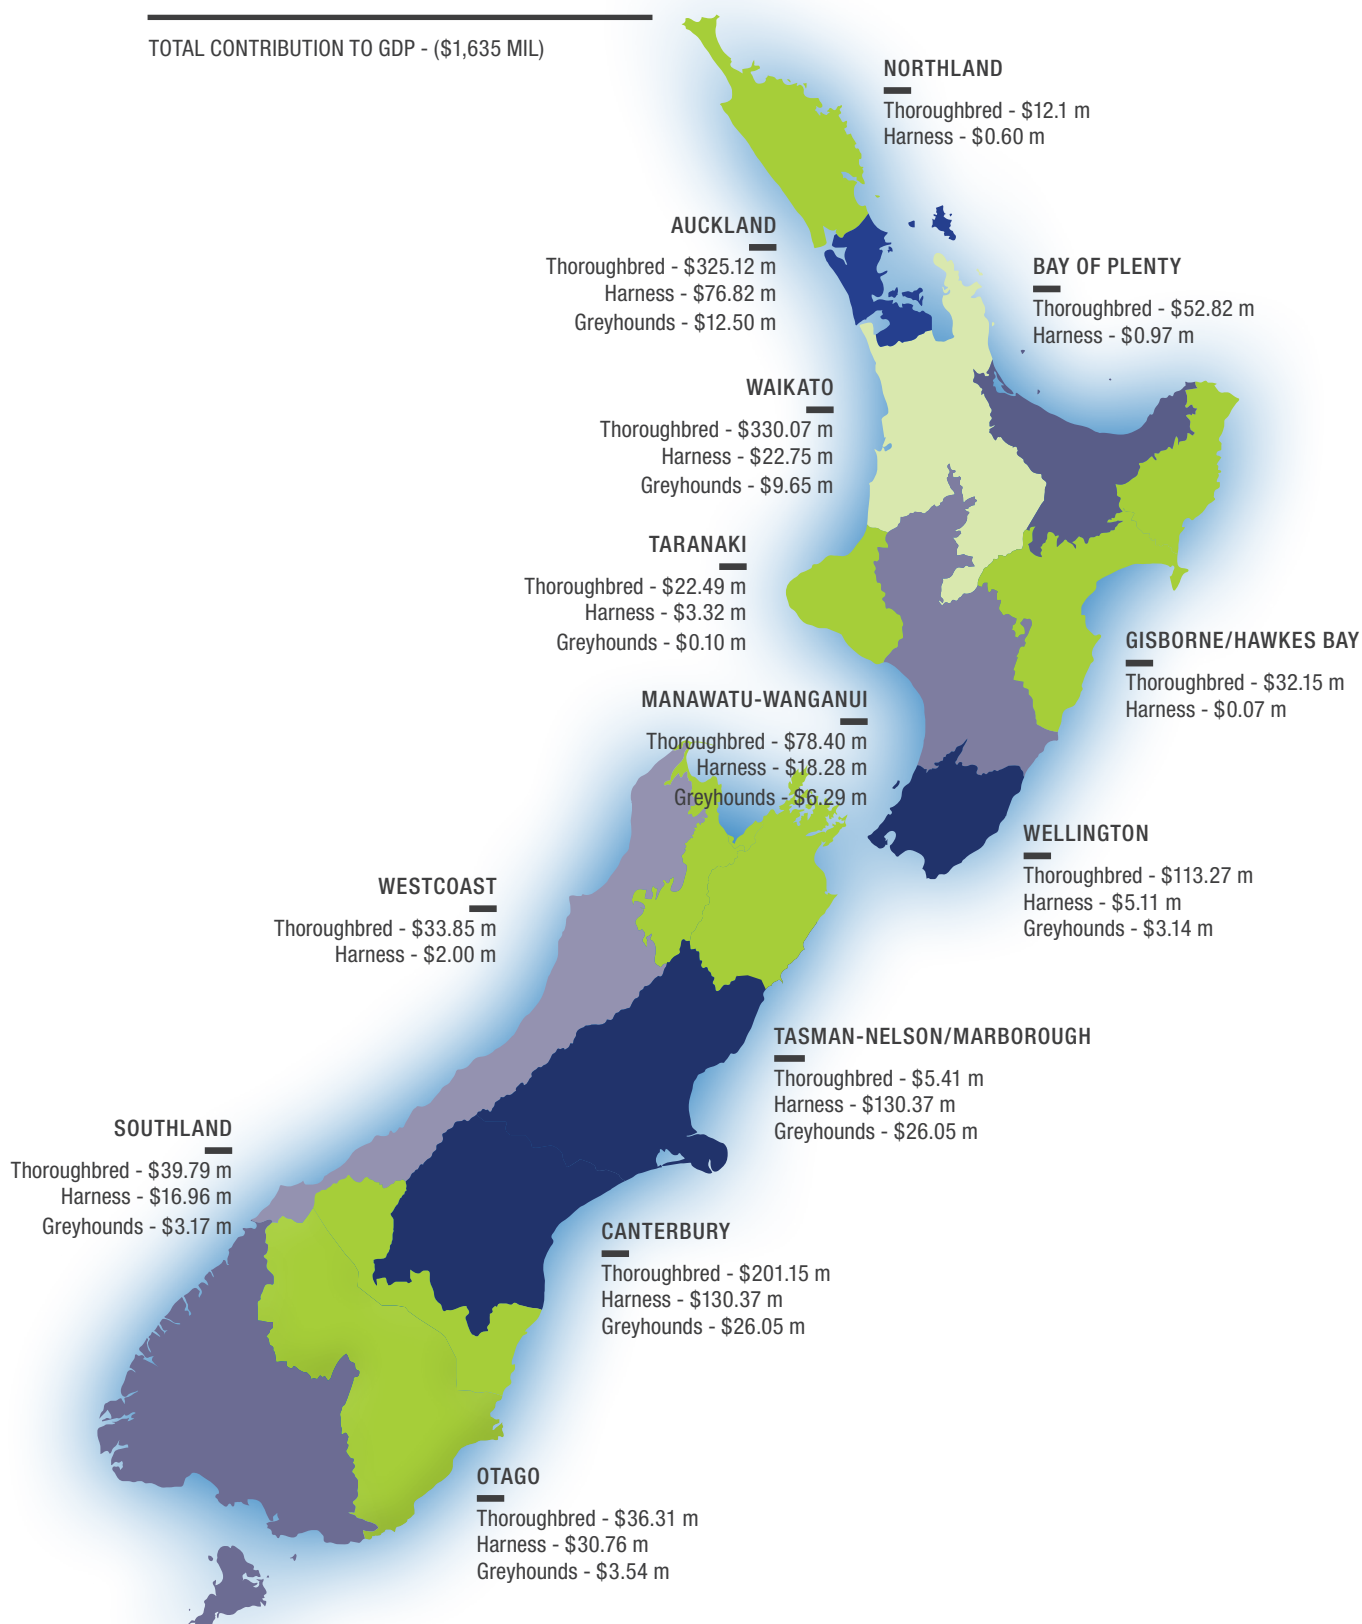 TOTAL CONTRIBUTION TO GDP - ($1,635 MIL)
NORTHLAND
Thoroughbred - $12.1 m
Harness - $0.60 m
AUCKLAND
Thoroughbred - $325.12 m
Harness - $76.82 m
Greyhounds - $12.50 m
BAY OF PLENTY
Thoroughbred - $52.82 m
Harness - $0.97 m
WAIKATO
Thoroughbred - $330.07 m
Harness - $22.75 m
Greyhounds - $9.65 m
TARANAKI
Thoroughbred - $22.49 m
Harness - $3.32 m
Greyhounds - $0.10 m
GISBORNE/HAWKES BAY
Thoroughbred - $32.15 m
Harness - $0.07 m
MANAWATU-WANGANUI
Thoroughbred - $78.40 m
Harness - $18.28 m
Greyhounds - $6.29 m
WELLINGTON
Thoroughbred - $113.27 m
Harness - $5.11 m
Greyhounds - $3.14 m
WESTCOAST
Thoroughbred - $33.85 m
Harness - $2.00 m
TASMAN-NELSON/MARBOROUGH
Thoroughbred - $5.41 m
Harness - $130.37 m
Greyhounds - $26.05 m
SOUTHLAND
Thoroughbred - $39.79 m
Harness - $16.96 m
Greyhounds - $3.17 m
CANTERBURY
Thoroughbred - $201.15 m
Harness - $130.37 m
Greyhounds - $26.05 m
OTAGO
Thoroughbred - $36.31 m
Harness - $30.76 m
Greyhounds - $3.54 m